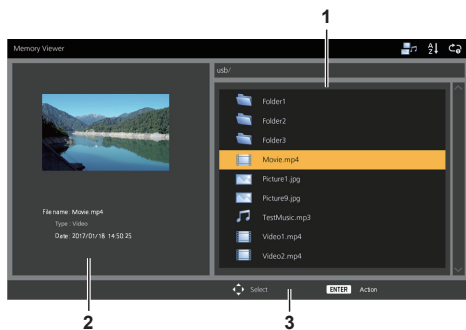 1
Memory Viewer
usb/
Folder1
Folder2
Folder3
Movie.mp4
Picture1.jpg
Picture9.jpg
TestMusic.mp3
Video1.mp4
Video2.mp4
File name : Movie.mp4
Type : Video
Date : 2017/01/18 14:50:25
Select
ENTER Action
2
3